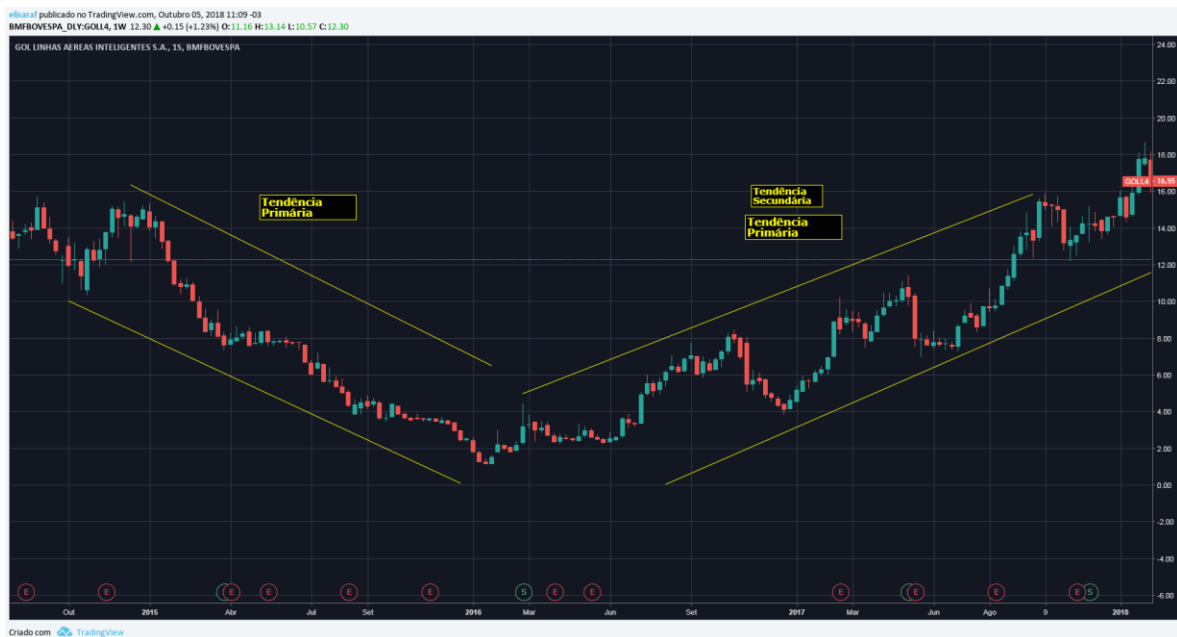 elisaraf publicado no TradingView.com, Outubro 05, 2018 11:09 -03
BMFBOVESPA_DLY:GOLL4, 1W 12.30 ▲ +0.15 (+1.23%) O:11.16 H:13.14 L:10.57 C:12.30
GOL LINHAS AEREAS INTELIGENTES S.A., 1S, BMFBOVESPA
24.00
22.00
20.00
18.00
GOLL4 16.55
16.00
14.00
12.00
10.00
8.00
6.00
4.00
2.00
0.00
-2.00
-4.00
-6.00
Tendência
Primária
Tendência
Secundária
Tendência
Primária
E E E E E E S E E E E E E S
Out 2015 Abr Jul Set 2016 Mar Jun Set 2017 Mar Jun Ago 9 2018
Criado com TradingView